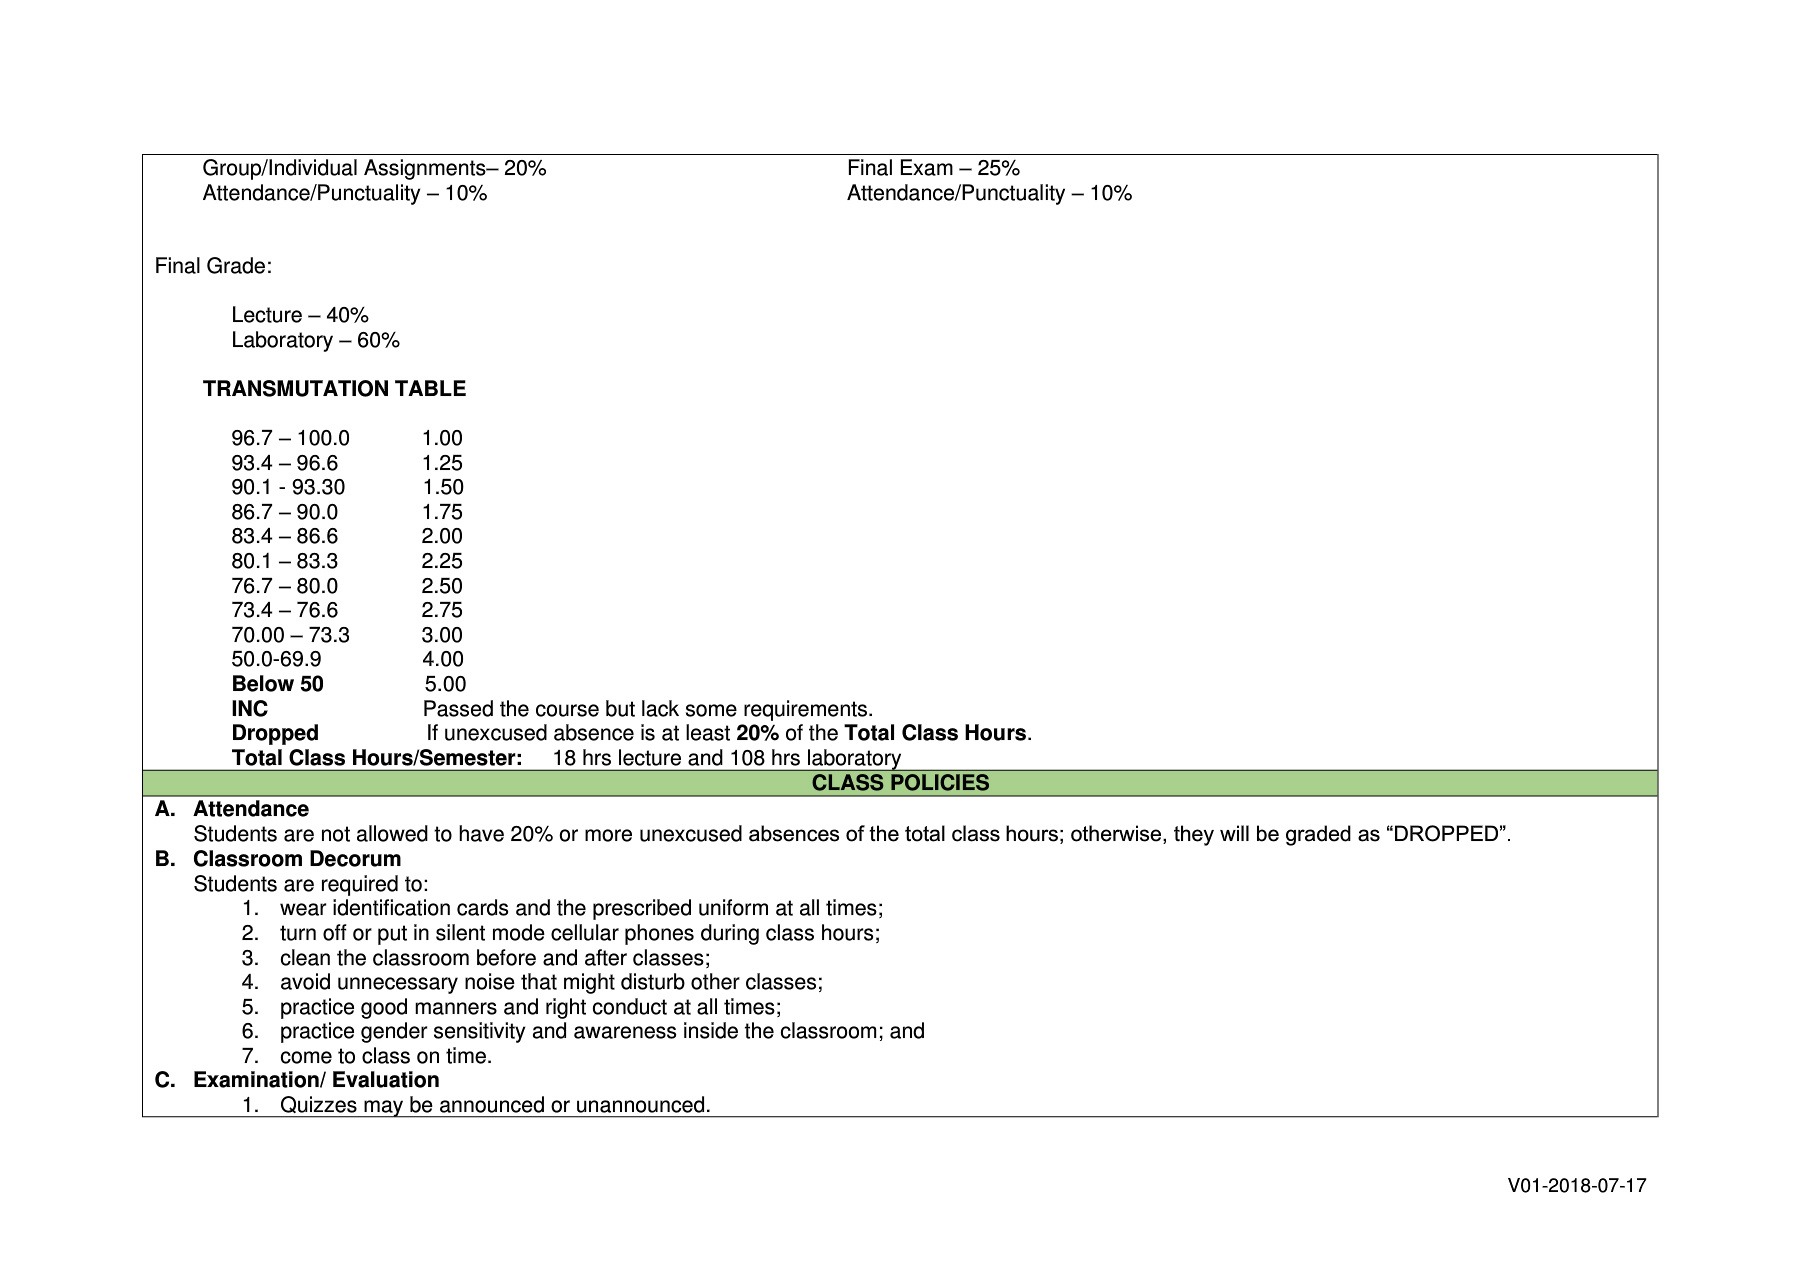 Group/Individual Assignments– 20% Final Exam – 25%
Attendance/Punctuality – 10% Attendance/Punctuality – 10%
Final Grade:
Lecture – 40%
Laboratory – 60%
TRANSMUTATION TABLE
96.7 – 100.0 1.00
93.4 – 96.6 1.25
90.1 - 93.30 1.50
86.7 – 90.0 1.75
83.4 – 86.6 2.00
80.1 – 83.3 2.25
76.7 – 80.0 2.50
73.4 – 76.6 2.75
70.00 – 73.3 3.00
50.0-69.9 4.00
Below 50 5.00
INC Passed the course but lack some requirements.
Dropped If unexcused absence is at least 20% of the Total Class Hours.
Total Class Hours/Semester: 18 hrs lecture and 108 hrs laboratory
CLASS POLICIES
A. Attendance
Students are not allowed to have 20% or more unexcused absences of the total class hours; otherwise, they will be graded as “DROPPED”.
B. Classroom Decorum
Students are required to:
1. wear identification cards and the prescribed uniform at all times;
2. turn off or put in silent mode cellular phones during class hours;
3. clean the classroom before and after classes;
4. avoid unnecessary noise that might disturb other classes;
5. practice good manners and right conduct at all times;
6. practice gender sensitivity and awareness inside the classroom; and
7. come to class on time.
C. Examination/ Evaluation
1. Quizzes may be announced or unannounced.
V01-2018-07-17